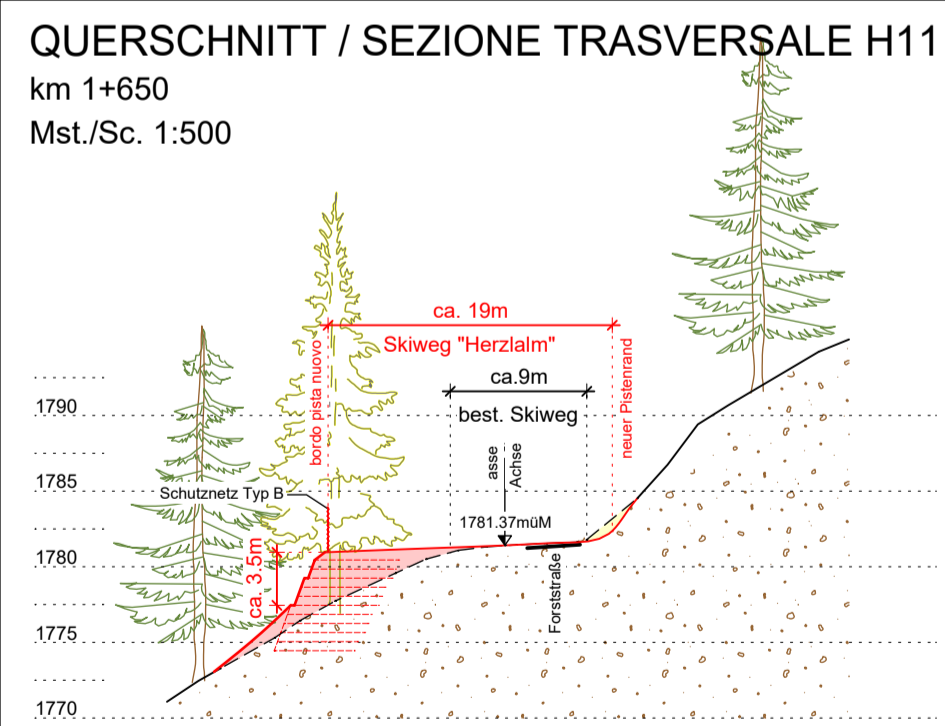 QUERSCHNITT / SEZIONE TRASVERSALE H11
km 1+650
Mst./Sc. 1:500
ca. 19m
Skiweg "Herzlalm"
bordo pista nuovo
neuer Pistenrand
ca.9m
best. Skiweg
asse
Achse
1790
1785
Schutznetz Typ B
1781.37müM
1780
ca. 3.5m
Forststraße
1775
1770